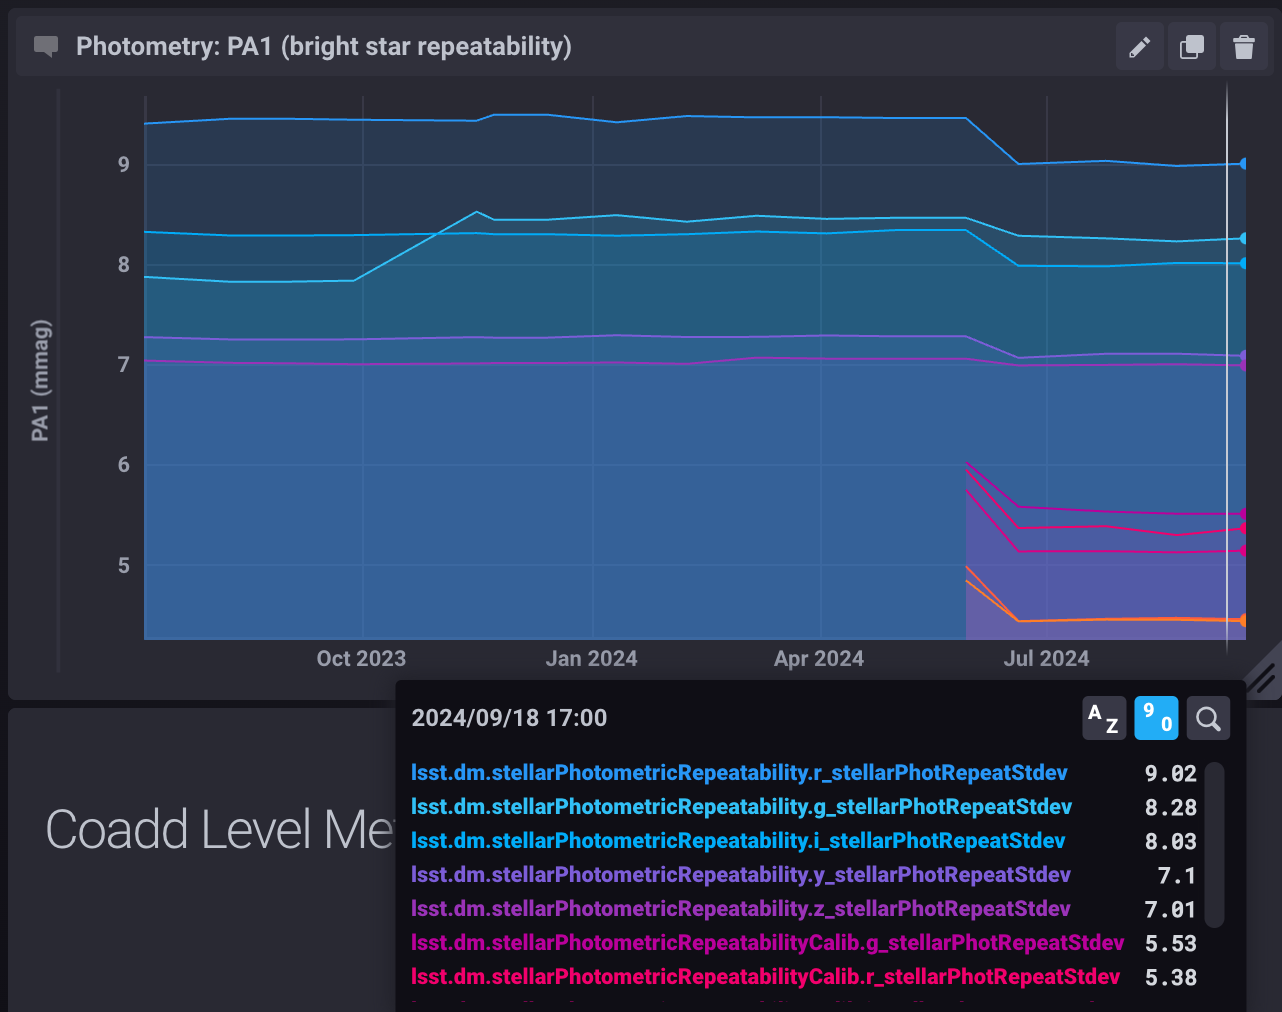 Photometry: PA1 (bright star repeatability)
PA1 (mmag)
9
8
7
6
5
Oct 2023 Jan 2024 Apr 2024 Jul 2024
2024/09/18 17:00
A Z
9 0
lsst.dm.stellarPhotometricRepeatability.r_stellarPhotRepeatStdev 9.02
lsst.dm.stellarPhotometricRepeatability.g_stellarPhotRepeatStdev 8.28
lsst.dm.stellarPhotometricRepeatability.i_stellarPhotRepeatStdev 8.03
lsst.dm.stellarPhotometricRepeatability.y_stellarPhotRepeatStdev 7.1
lsst.dm.stellarPhotometricRepeatability.z_stellarPhotRepeatStdev 7.01
lsst.dm.stellarPhotometricRepeatabilityCalib.g_stellarPhotRepeatStdev 5.53
lsst.dm.stellarPhotometricRepeatabilityCalib.r_stellarPhotRepeatStdev 5.38
Coadd Level Me